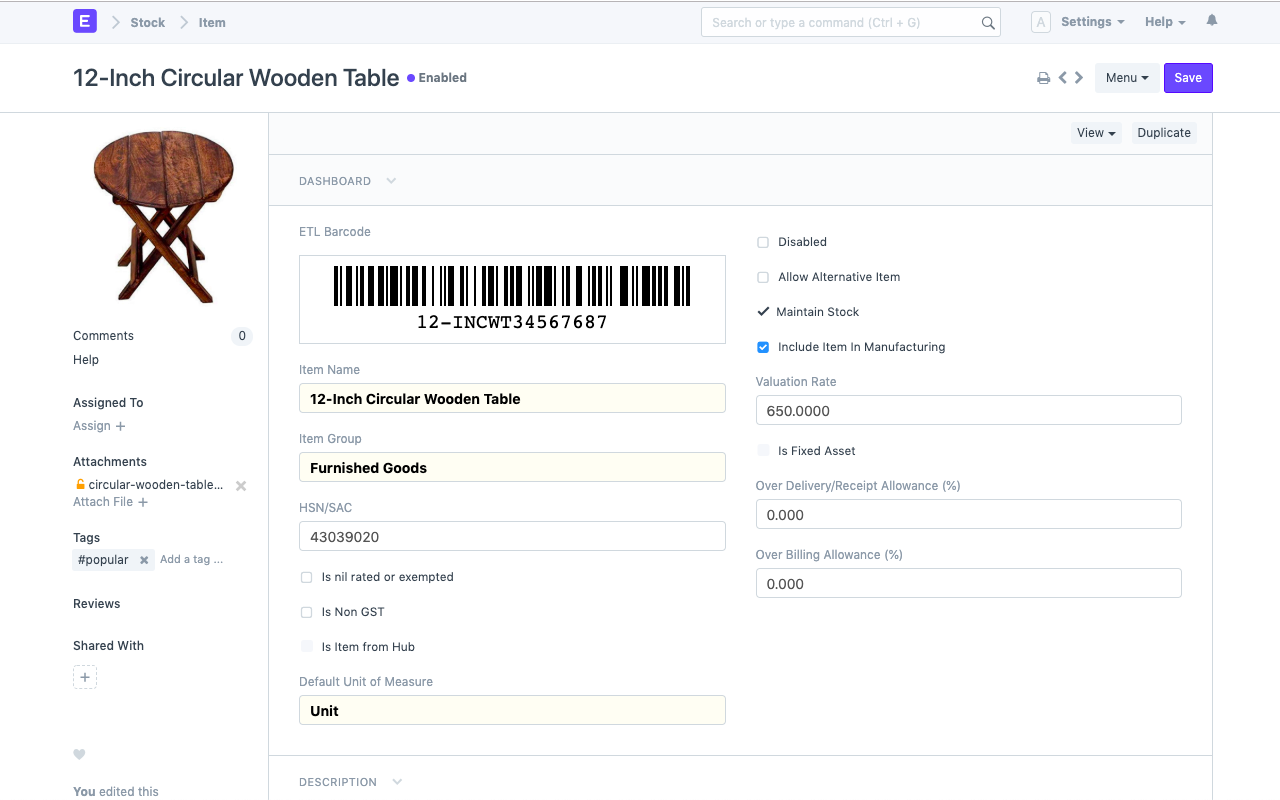 E Stock Item Search or type a command (Ctrl + G) A Settings Help
12-Inch Circular Wooden Table Enabled Menu Save
View Duplicate
DASHBOARD
Comments 0
Help
Assigned To
Assign +
Attachments
circular-wooden-table...
Attach File +
Tags
#popular Add a tag ...
Reviews
Shared With
+
You edited this
ETL Barcode
12-INCWT34567687
Item Name
12-Inch Circular Wooden Table
Item Group
Furnished Goods
HSN/SAC
43039020
Is nil rated or exempted
Is Non GST
Is Item from Hub
Default Unit of Measure
Unit
Disabled
Allow Alternative Item
Maintain Stock
Include Item In Manufacturing
Valuation Rate
650.0000
Is Fixed Asset
Over Delivery/Receipt Allowance (%)
0.000
Over Billing Allowance (%)
0.000
DESCRIPTION